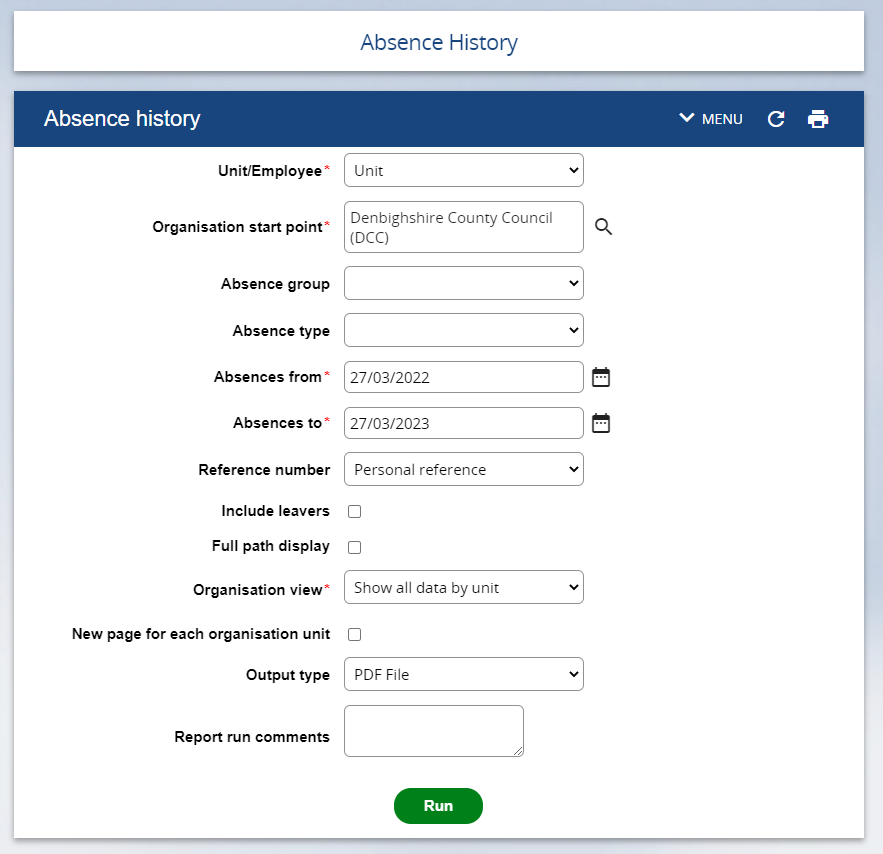 Absence History
Absence history MENU
Unit/Employee* Unit
Organisation start point* Denbighshire County Council
(DCC)
Absence group
Absence type
Absences from* 27/03/2022
Absences to* 27/03/2023
Reference number Personal reference
Include leavers
Full path display
Organisation view* Show all data by unit
New page for each organisation unit
Output type PDF File
Report run comments
Run